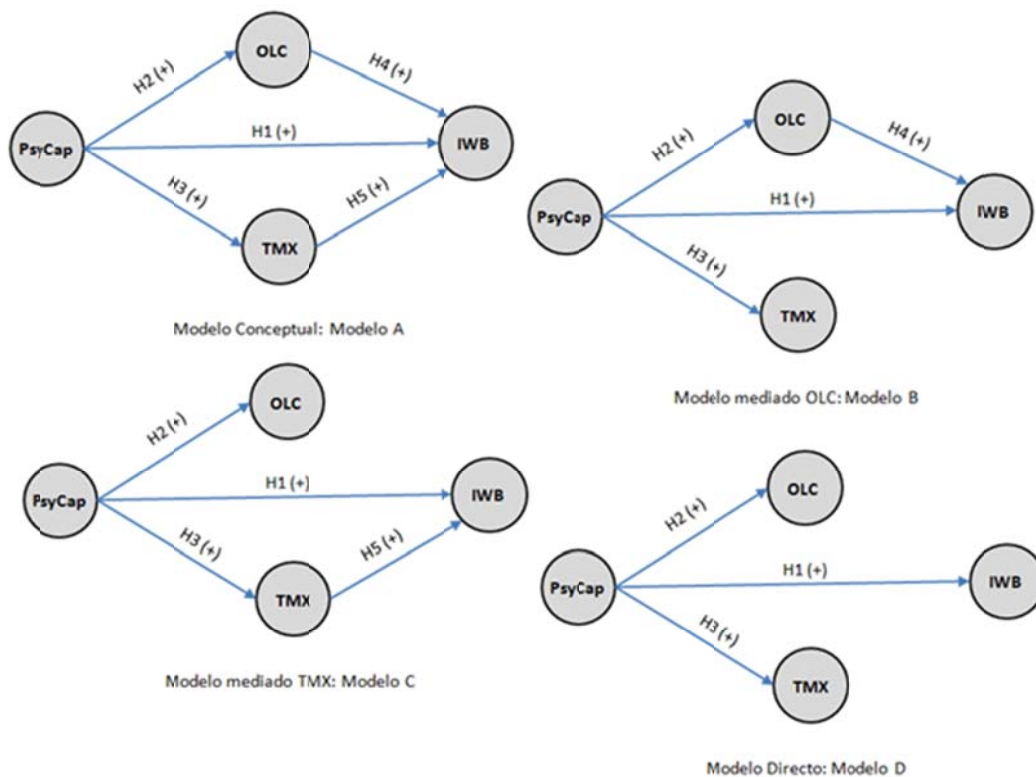 OLC
H2 (+)
H4 (+)
PsyCap
H1 (+)
IWB
H3 (+)
H5 (+)
TMX
Modelo Conceptual: Modelo A
OLC
H2 (+)
H4 (+)
PsyCap
H1 (+)
IWB
H3 (+)
TMX
Modelo mediado OLC: Modelo B
OLC
H2 (+)
PsyCap
H1 (+)
IWB
H3 (+)
H5 (+)
TMX
Modelo mediado TMX: Modelo C
OLC
H2 (+)
PsyCap
H1 (+)
IWB
H3 (+)
TMX
Modelo Directo: Modelo D